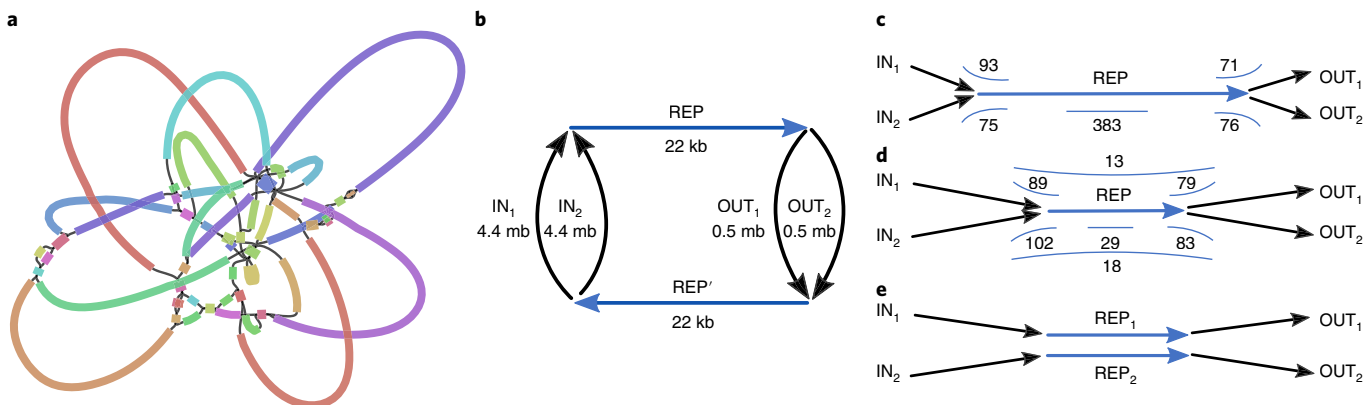 a
b
REP
22 kb
IN₁
4.4 mb
IN₂
4.4 mb
OUT₁
0.5 mb
OUT₂
0.5 mb
REP′
22 kb
c
IN₁
IN₂
93
REP
71
75
383
76
OUT₁
OUT₂
d
IN₁
IN₂
13
89
REP
79
102
29
83
18
OUT₁
OUT₂
e
IN₁
IN₂
REP₁
REP₂
OUT₁
OUT₂